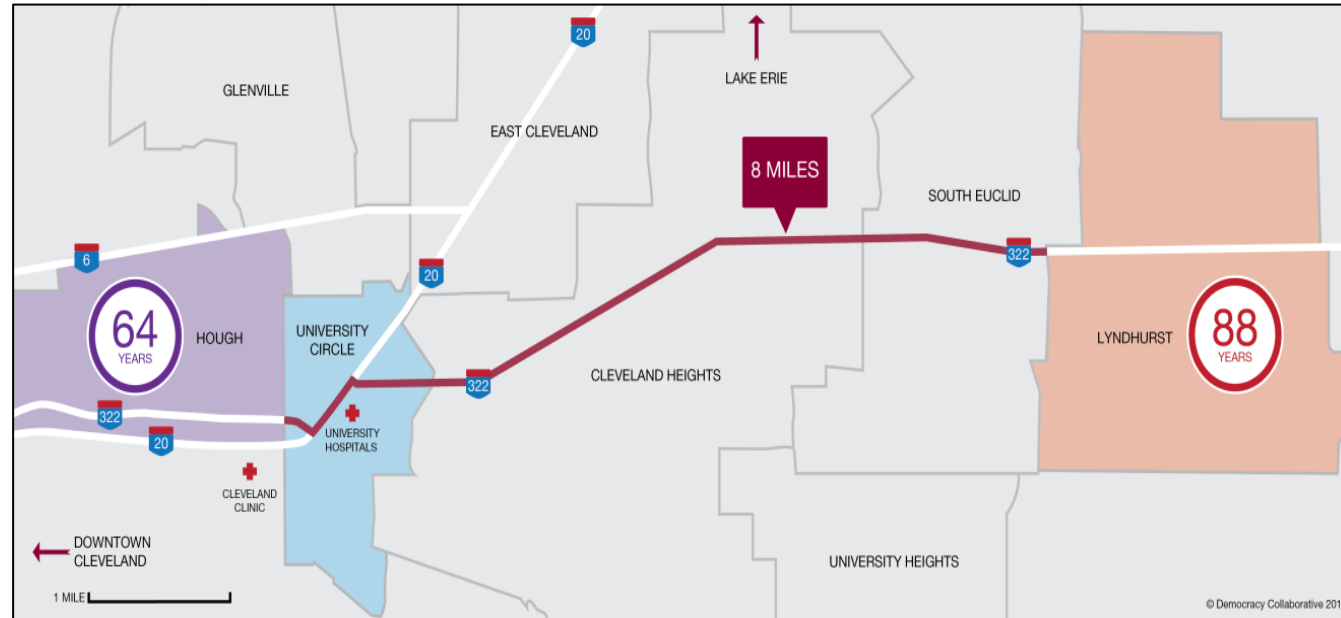 20
GLENVILLE
LAKE ERIE
EAST CLEVELAND
8 MILES
SOUTH EUCLID
6
20
322
64
YEARS
HOUGH
UNIVERSITY
CIRCLE
LYNDHURST
88
YEARS
CLEVELAND HEIGHTS
322
322
20
UNIVERSITY
HOSPITALS
CLEVELAND
CLINIC
DOWNTOWN
CLEVELAND
UNIVERSITY HEIGHTS
1 MILE
© Democracy Collaborative 201